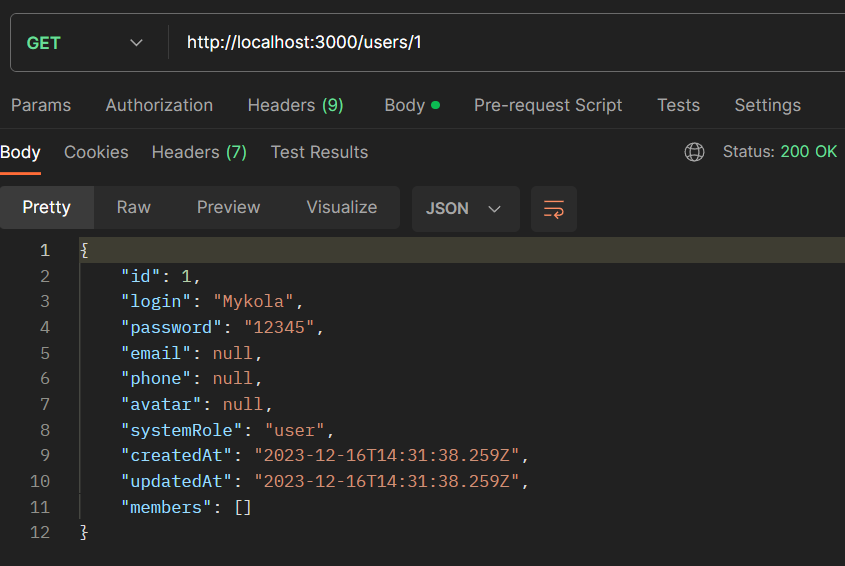 GET http://localhost:3000/users/1
Params Authorization Headers (9) Body Pre-request Script Tests Settings
Body Cookies Headers (7) Test Results Status: 200 OK
Pretty Raw Preview Visualize JSON
1 {
2 "id": 1,
3 "login": "Mykola",
4 "password": "12345",
5 "email": null,
6 "phone": null,
7 "avatar": null,
8 "systemRole": "user",
9 "createdAt": "2023-12-16T14:31:38.259Z",
10 "updatedAt": "2023-12-16T14:31:38.259Z",
11 "members": []
12 }